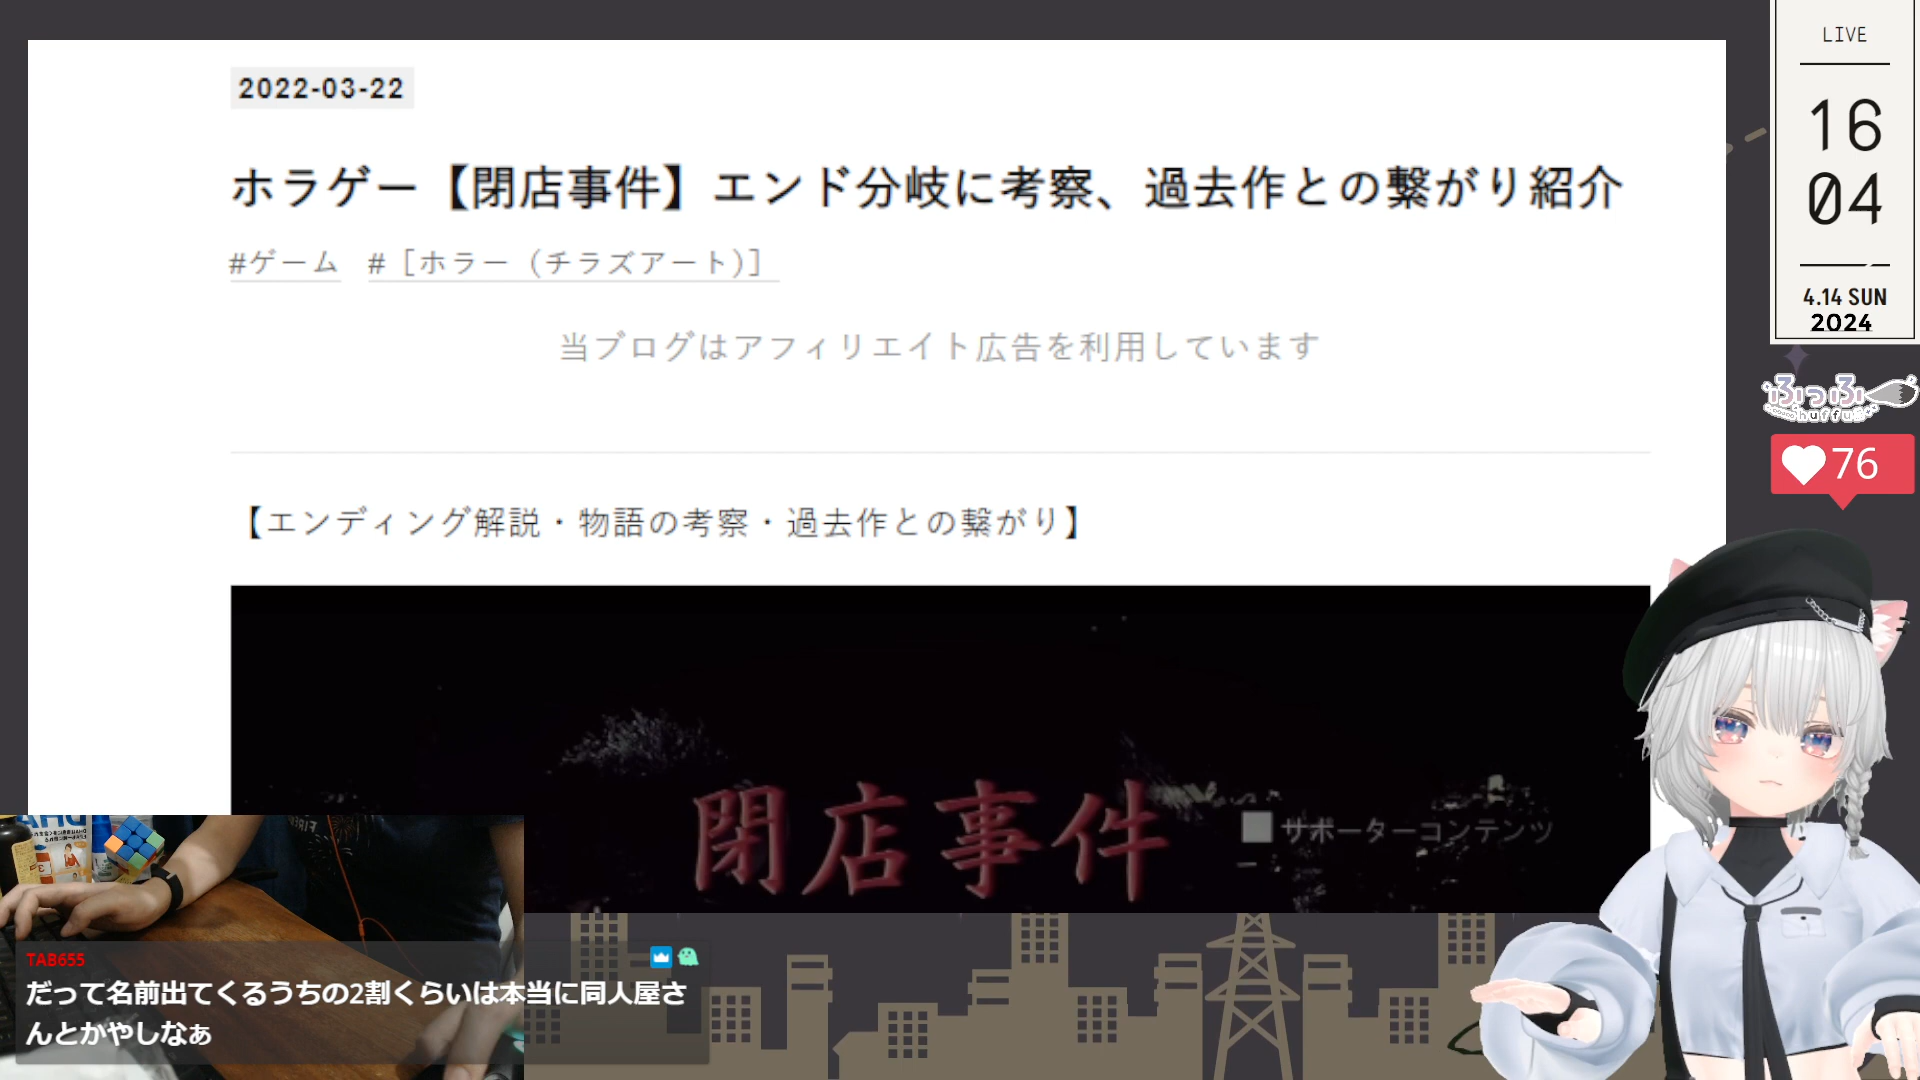 2022-03-22
ホラゲー【閉店事件】エンド分岐に考察、過去作との繋がり紹介
#ゲーム #［ホラー（チラズアート）］
当ブログはアフィリエイト広告を利用しています
【エンディング解説・物語の考察・過去作との繋がり】
閉店事件
サポーターコンテンツ
LIVE
16
04
4.14 SUN
2024
ふっふ
huffu
76
DHA
TAB655
だって名前出てくるうちの2割くらいは本当に同人屋さ
んとかやしなぁ